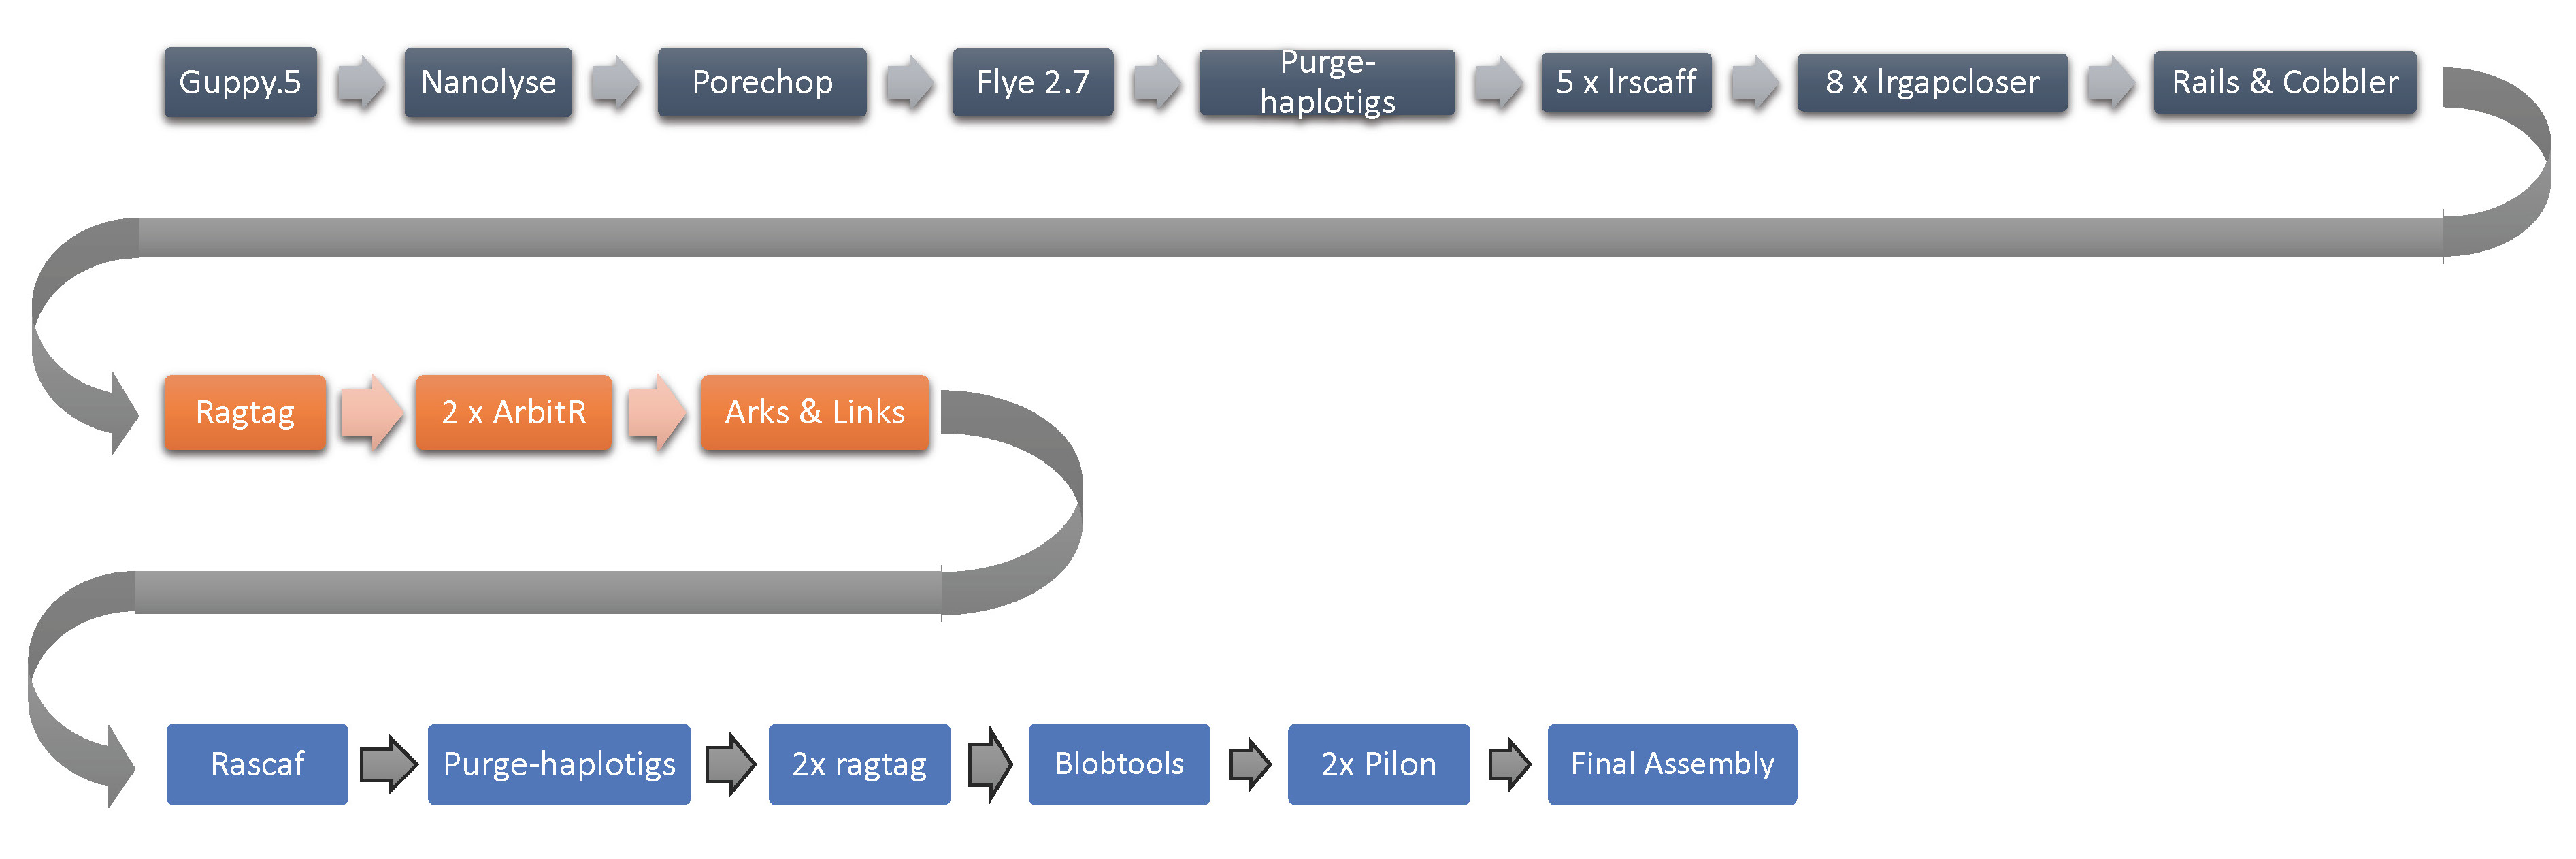 Guppy.5
Nanolyse
Porechop
Flye 2.7
Purge-
haplotigs
5 x lrscaff
8 x lrgapcloser
Rails & Cobbler
Ragtag
2 x ArbitR
Arks & Links
Rascaf
Purge-haplotigs
2x ragtag
Blobtools
2x Pilon
Final Assembly